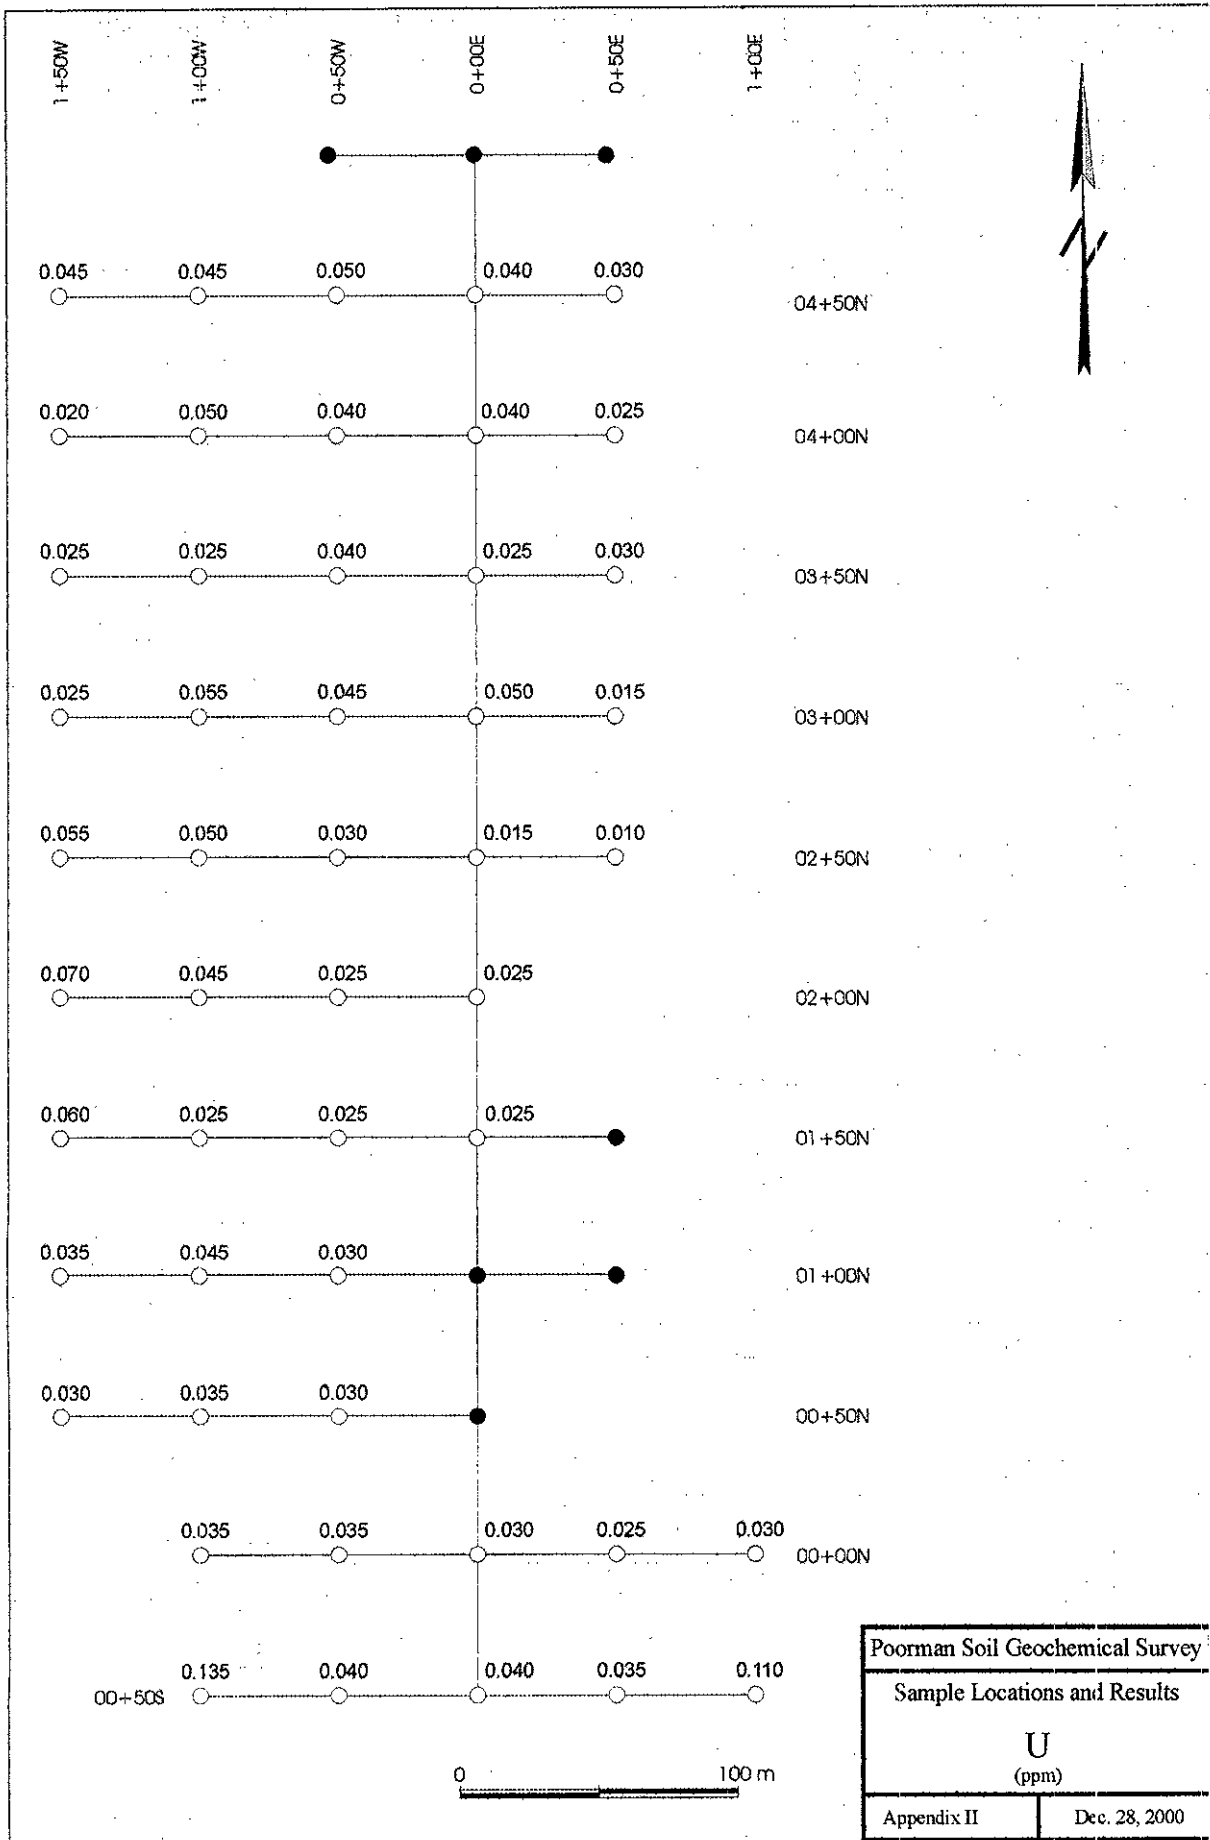 1+50W 1+00W 0+50W 0+00E 0+50E 1+00E
0.045 0.045 0.050 0.040 0.030
04+50N
0.020 0.050 0.040 0.040 0.025
04+00N
0.025 0.025 0.040 0.025 0.030
03+50N
0.025 0.055 0.045 0.050 0.015
03+00N
0.055 0.050 0.030 0.015 0.010
02+50N
0.070 0.045 0.025 0.025
02+00N
0.060 0.025 0.025 0.025
01+50N
0.035 0.045 0.030
01+00N
0.030 0.035 0.030
00+50N
0.035 0.035 0.030 0.025 0.030
00+00N
0.135 0.040 0.040 0.035 0.110
00+50S
0 100 m
Poorman Soil Geochemical Survey
Sample Locations and Results
U
(ppm)
Appendix II Dec. 28, 2000